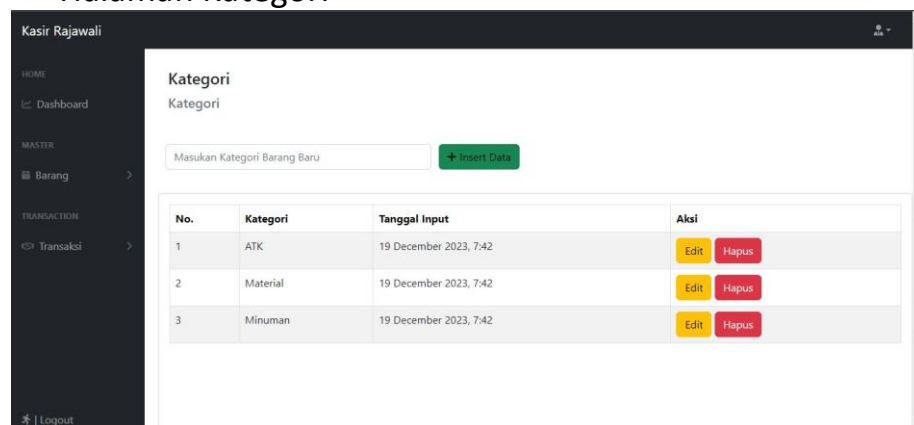 Halaman Kategori
Kasir Rajawali
HOME
Dashboard
MASTER
Barang
TRANSACTION
Transaksi
| Logout
Kategori
Kategori
Masukan Kategori Barang Baru
+ Insert Data
No. Kategori Tanggal Input Aksi
1 ATK 19 December 2023, 7:42 Edit Hapus
2 Material 19 December 2023, 7:42 Edit Hapus
3 Minuman 19 December 2023, 7:42 Edit Hapus